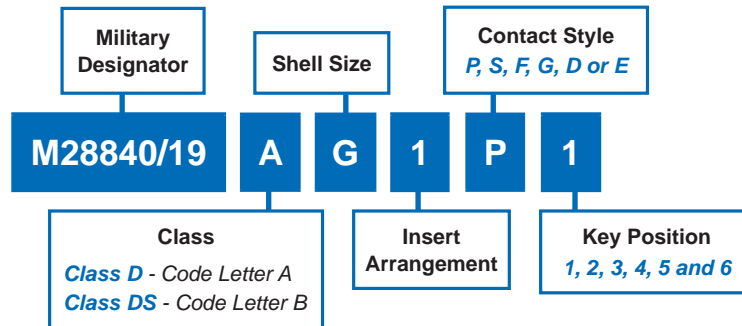 Military
Designator
Shell Size
Contact Style
P, S, F, G, D or E
M28840/19 A G 1 P 1
Class
Class D - Code Letter A
Class DS - Code Letter B
Insert
Arrangement
Key Position
1, 2, 3, 4, 5 and 6